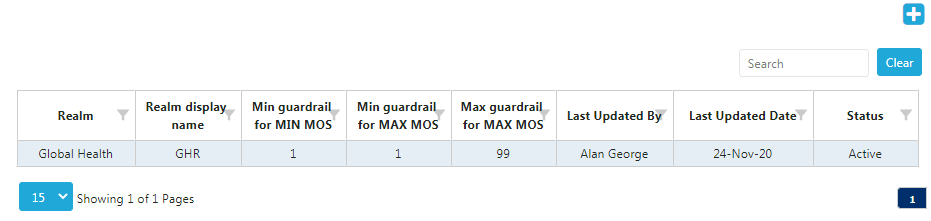 Search
Clear
Realm
Realm display name
Min guardrail for MIN MOS
Min guardrail for MAX MOS
Max guardrail for MAX MOS
Last Updated By
Last Updated Date
Status
Global Health
GHR
1
1
99
Alan George
24-Nov-20
Active
15
Showing 1 of 1 Pages
1